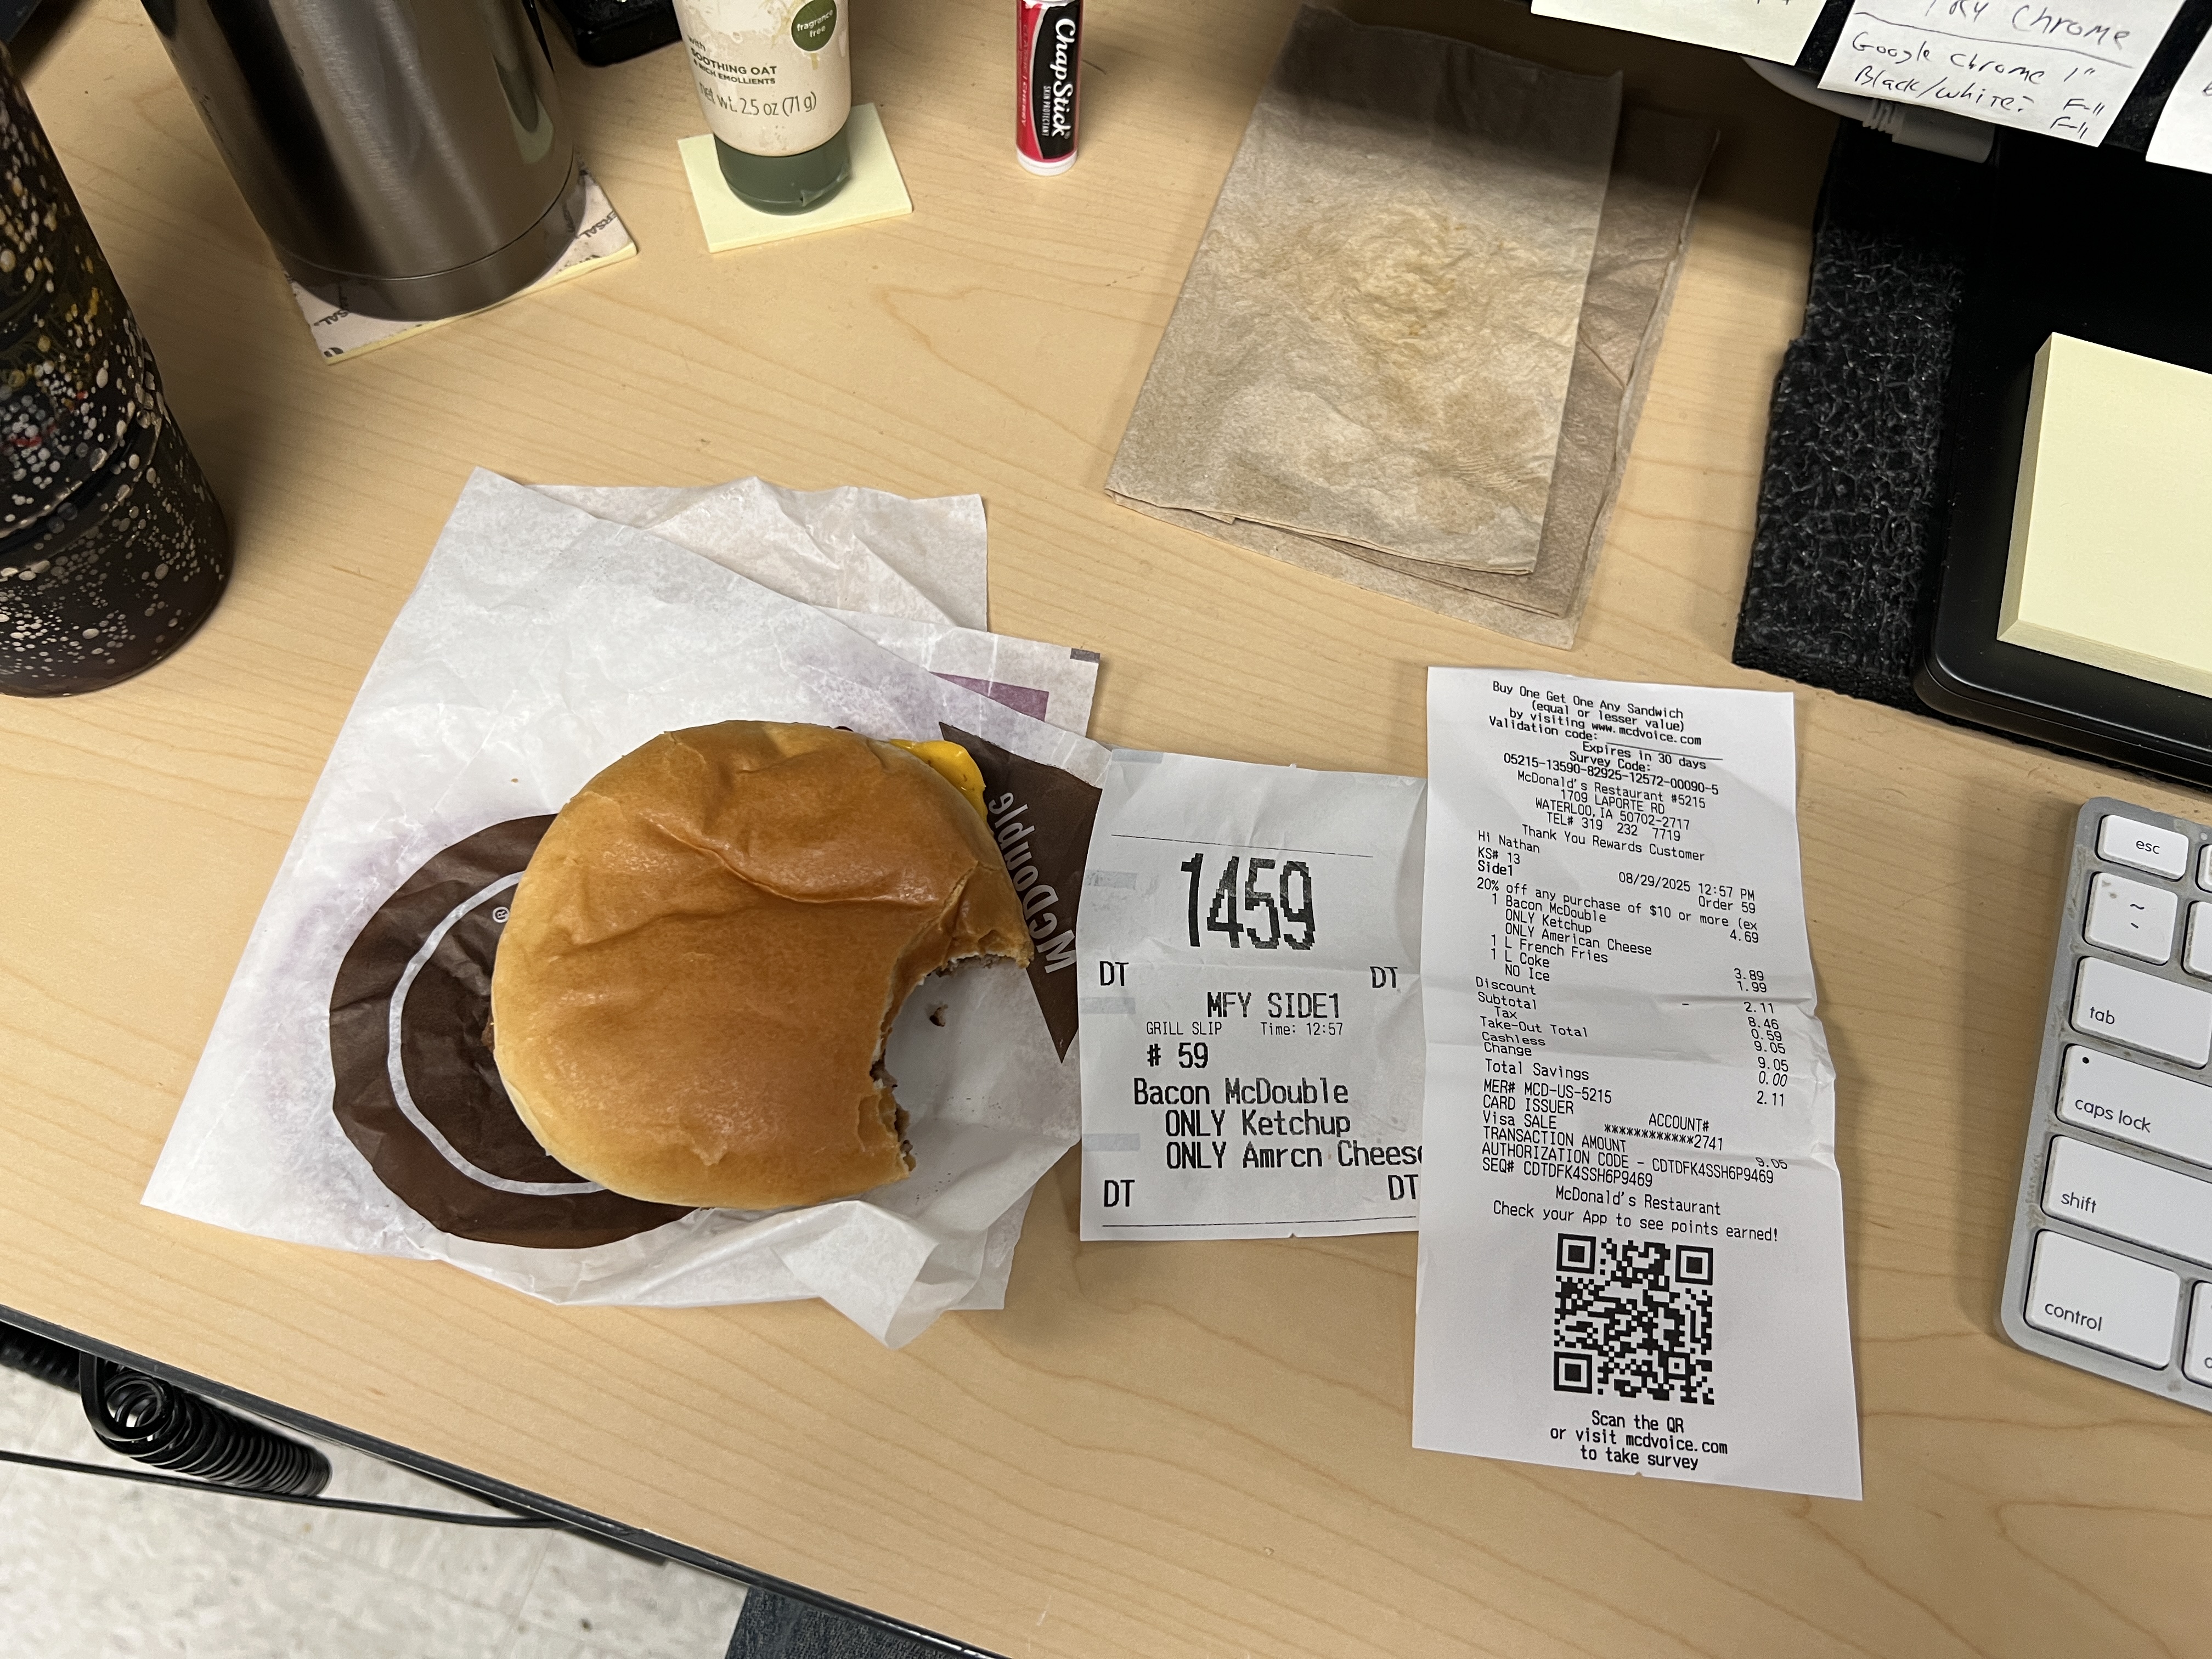 fragrance
free
with
SOOTHING OAT
& RICH EMOLLIENTS
net wt. 2.5 oz (71 g)
ChapStick
SKIN PROTECTANT
CLASSIC CHERRY
Chrome
Google Chrome 1"
Black/white: F-11
F-11
McDouble
®
1459
DT DT
MFY SIDE1
GRILL SLIP Time: 12:57
# 59
Bacon McDouble
ONLY Ketchup
ONLY Amrcn Cheese
DT DT
Buy One Get One Any Sandwich
(equal or lesser value)
by visiting www.mcdvoice.com
Validation code:
Expires in 30 days
Survey Code:
05215-13590-82925-12572-00090-5
McDonald's Restaurant #5215
1709 LAPORTE RD
WATERLOO,IA 50702-2717
TEL# 319 232 7719
Thank You Rewards Customer
Hi Nathan
KS# 13
Side1 08/29/2025 12:57 PM
Order 59
20% off any purchase of $10 or more (ex
1 Bacon McDouble 4.69
ONLY Ketchup
ONLY American Cheese
1 L French Fries 3.89
1 L Coke 1.99
NO Ice
Discount - 2.11
Subtotal 8.46
Tax 0.59
Take-Out Total 9.05
Cashless 9.05
Change 0.00
Total Savings 2.11
MER# MCD-US-5215
CARD ISSUER ACCOUNT#
Visa SALE ************2741
TRANSACTION AMOUNT 9.05
AUTHORIZATION CODE - CDTDFK4SSH6P9469
SEQ# CDTDFK4SSH6P9469
McDonald's Restaurant
Check your App to see points earned!
Scan the QR
or visit mcdvoice.com
to take survey
esc
~
tab
caps lock
shift
control